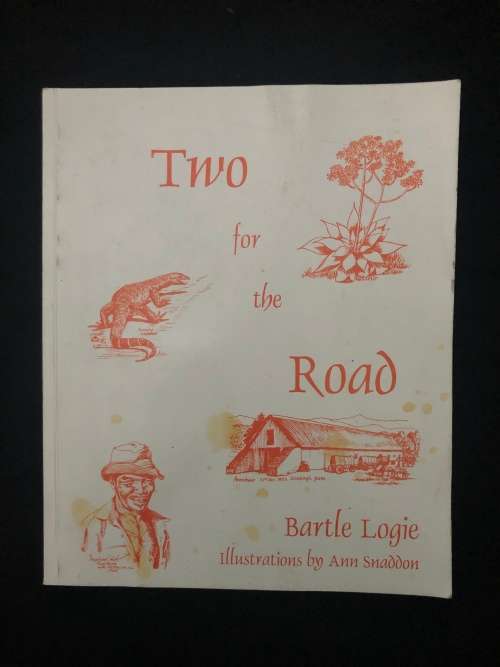 Two
for
the
Road
Bartle Logie
Illustrations by Ann Snaddon